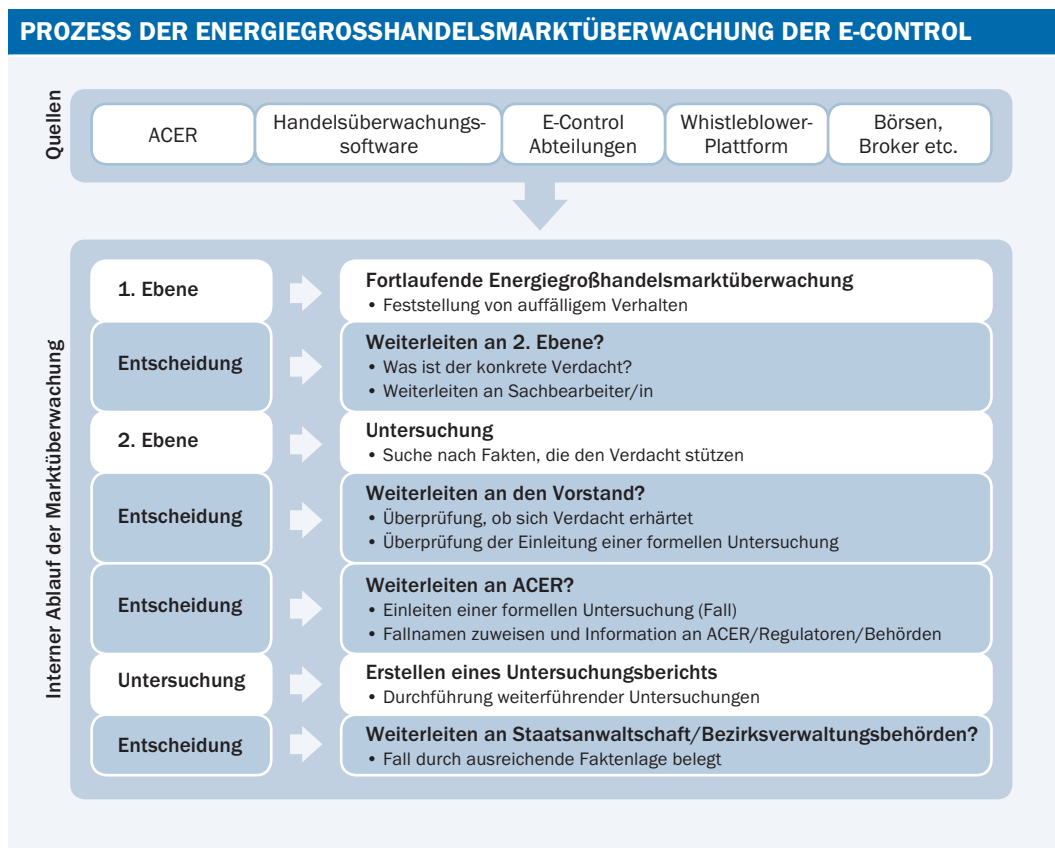 PROZESS DER ENERGIEGROSSHANDELSMARKTÜBERWACHUNG DER E-CONTROL
Quellen
ACER
Handelsüberwachungs-
software
E-Control
Abteilungen
Whistleblower-
Plattform
Börsen,
Broker etc.
Interner Ablauf der Marktüberwachung
1. Ebene
Fortlaufende Energiegroßhandelsmarktüberwachung
• Feststellung von auffälligem Verhalten
Entscheidung
Weiterleiten an 2. Ebene?
• Was ist der konkrete Verdacht?
• Weiterleiten an Sachbearbeiter/in
2. Ebene
Untersuchung
• Suche nach Fakten, die den Verdacht stützen
Entscheidung
Weiterleiten an den Vorstand?
• Überprüfung, ob sich Verdacht erhärtet
• Überprüfung der Einleitung einer formellen Untersuchung
Entscheidung
Weiterleiten an ACER?
• Einleiten einer formellen Untersuchung (Fall)
• Fallnamen zuweisen und Information an ACER/Regulatoren/Behörden
Untersuchung
Erstellen eines Untersuchungsberichts
• Durchführung weiterführender Untersuchungen
Entscheidung
Weiterleiten an Staatsanwaltschaft/Bezirksverwaltungsbehörden?
• Fall durch ausreichende Faktenlage belegt